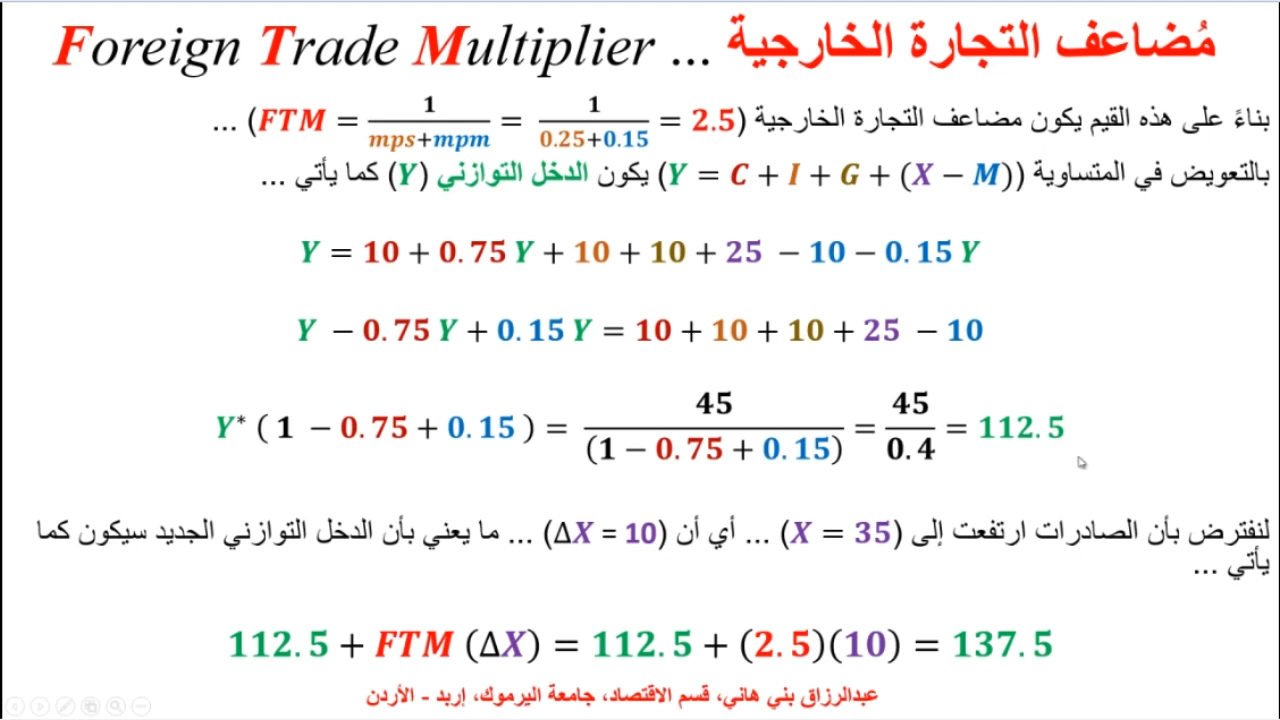 مُضاعف التجارة الخارجية ... Foreign Trade Multiplier
بناءً على هذه القيم يكون مضاعف التجارة الخارجية (FTM = 1/(mps+mpm) = 1/(0.25+0.15) = 2.5) ...
بالتعويض في المتساوية (Y = C + I + G + (X − M)) يكون الدخل التوازني (Y) كما يأتي ...
Y = 10 + 0.75 Y + 10 + 10 + 25 − 10 − 0.15 Y
Y − 0.75 Y + 0.15 Y = 10 + 10 + 10 + 25 − 10
Y* ( 1 − 0.75 + 0.15 ) = 45/(1 − 0.75 + 0.15) = 45/0.4 = 112.5
لنفترض بأن الصادرات ارتفعت إلى (X = 35) ... أي أن (ΔX = 10) ... ما يعني بأن الدخل التوازني الجديد سيكون كما
يأتي ...
112.5 + FTM (ΔX) = 112.5 + (2.5)(10) = 137.5
عبدالرزاق بني هاني، قسم الاقتصاد، جامعة اليرموك، إربد - الأردن